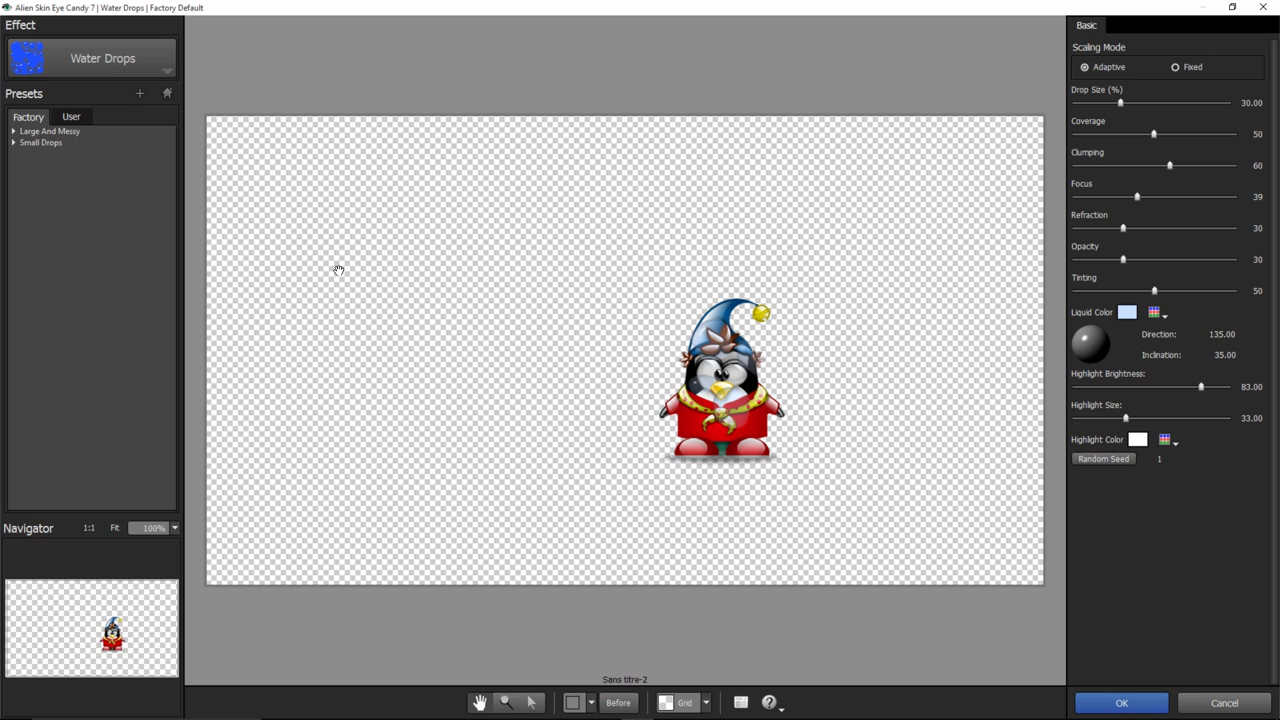 Alien Skin Eye Candy 7 | Water Drops | Factory Default
Effect
Water Drops
Presets
Factory
User
Large And Messy
Small Drops
Navigator
1:1
Fit
100%
Sans titre-2
Before
Grid
Basic
Scaling Mode
Adaptive
Fixed
Drop Size (%)
30.00
Coverage
50
Clumping
60
Focus
39
Refraction
30
Opacity
30
Tinting
50
Liquid Color
Direction: 135.00
Inclination: 35.00
Highlight Brightness:
83.00
Highlight Size:
33.00
Highlight Color
Random Seed 1
OK
Cancel